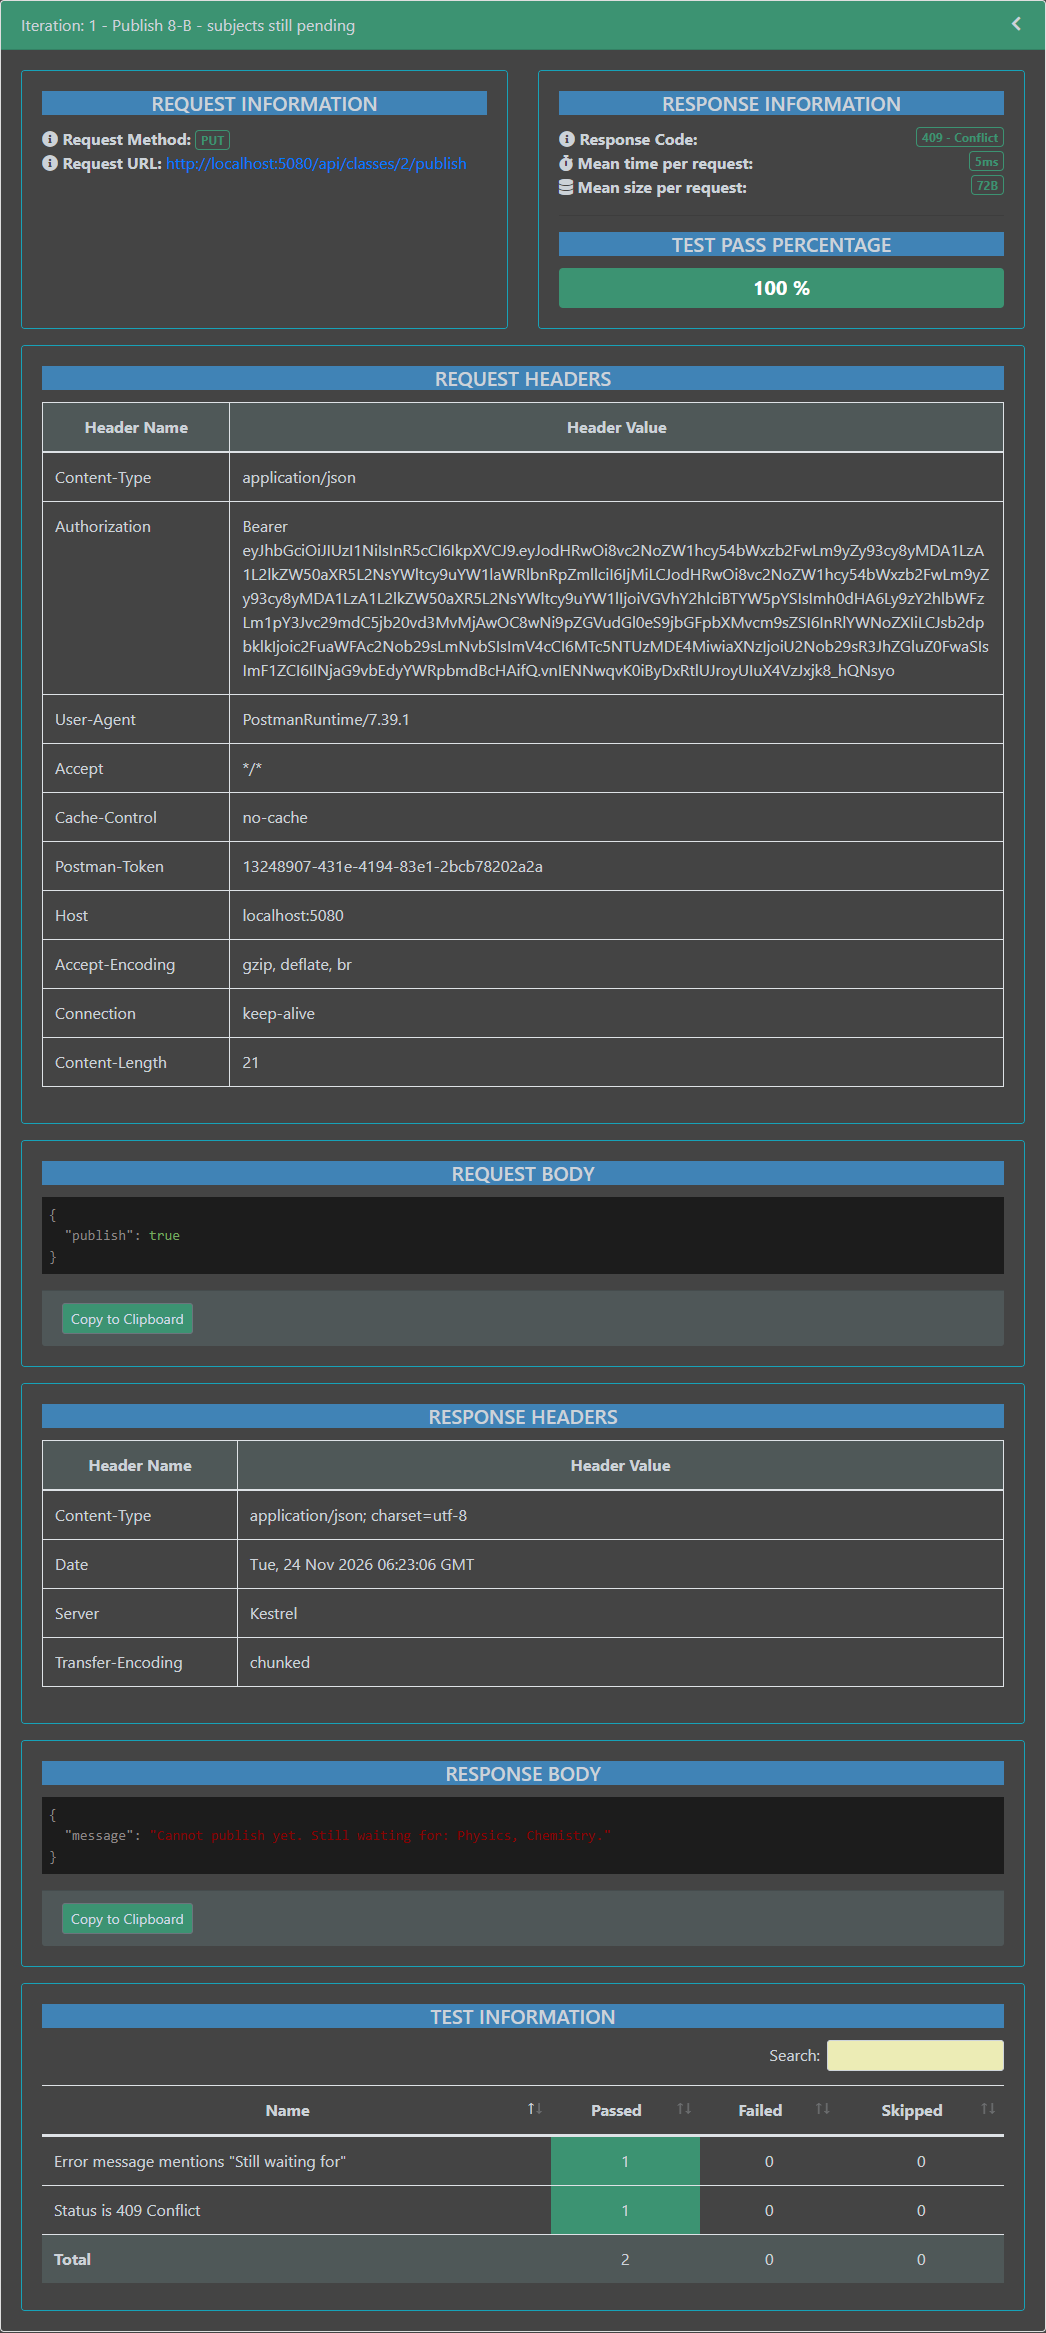 Iteration: 1 - Publish 8-B - subjects still pending
REQUEST INFORMATION
Request Method: PUT
Request URL: http://localhost:5080/api/classes/2/publish
RESPONSE INFORMATION
Response Code: 409 - Conflict
Mean time per request: 5ms
Mean size per request: 72B
TEST PASS PERCENTAGE
100 %
REQUEST HEADERS
Header Name Header Value
Content-Type application/json
Authorization Bearer
eyJhbGciOiJIUzI1NiIsInR5cCI6IkpXVCJ9.eyJodHRwOi8vc2NoZW1hcy54bWxzb2FwLm9yZy93cy8yMDA1LzA
1L2lkZW50aXR5L2NsYWltcy9uYW1laWRlbnRpZmllciI6IjMiLCJodHRwOi8vc2NoZW1hcy54bWxzb2FwLm9yZ
y93cy8yMDA1LzA1L2lkZW50aXR5L2NsYWltcy9uYW1lIjoiVGVhY2hlciBTYW5pYSIsImh0dHA6Ly9zY2hlbWFz
Lm1pY3Jvc29mdC5jb20vd3MvMjAwOC8wNi9pZGVudGl0eS9jbGFpbXMvcm9sZSI6InRlYWNoZXIiLCJsb2dp
bklkIjoic2FuaWFAc2Nob29sLmNvbSIsImV4cCI6MTc5NTUzMDE4MiwiaXNzIjoiU2Nob29sR3JhZGluZ0FwaSIs
ImF1ZCI6IlNjaG9vbEdyYWRpbmdBcHAifQ.vnIENNwqvK0iByDxRtlUJroyUIuX4VzJxjk8_hQNsyo
User-Agent PostmanRuntime/7.39.1
Accept */*
Cache-Control no-cache
Postman-Token 13248907-431e-4194-83e1-2bcb78202a2a
Host localhost:5080
Accept-Encoding gzip, deflate, br
Connection keep-alive
Content-Length 21
REQUEST BODY
{
"publish": true
}
Copy to Clipboard
RESPONSE HEADERS
Header Name Header Value
Content-Type application/json; charset=utf-8
Date Tue, 24 Nov 2026 06:23:06 GMT
Server Kestrel
Transfer-Encoding chunked
RESPONSE BODY
{
"message": "Cannot publish yet. Still waiting for: Physics, Chemistry."
}
Copy to Clipboard
TEST INFORMATION
Search:
Name Passed Failed Skipped
Error message mentions "Still waiting for" 1 0 0
Status is 409 Conflict 1 0 0
Total 2 0 0